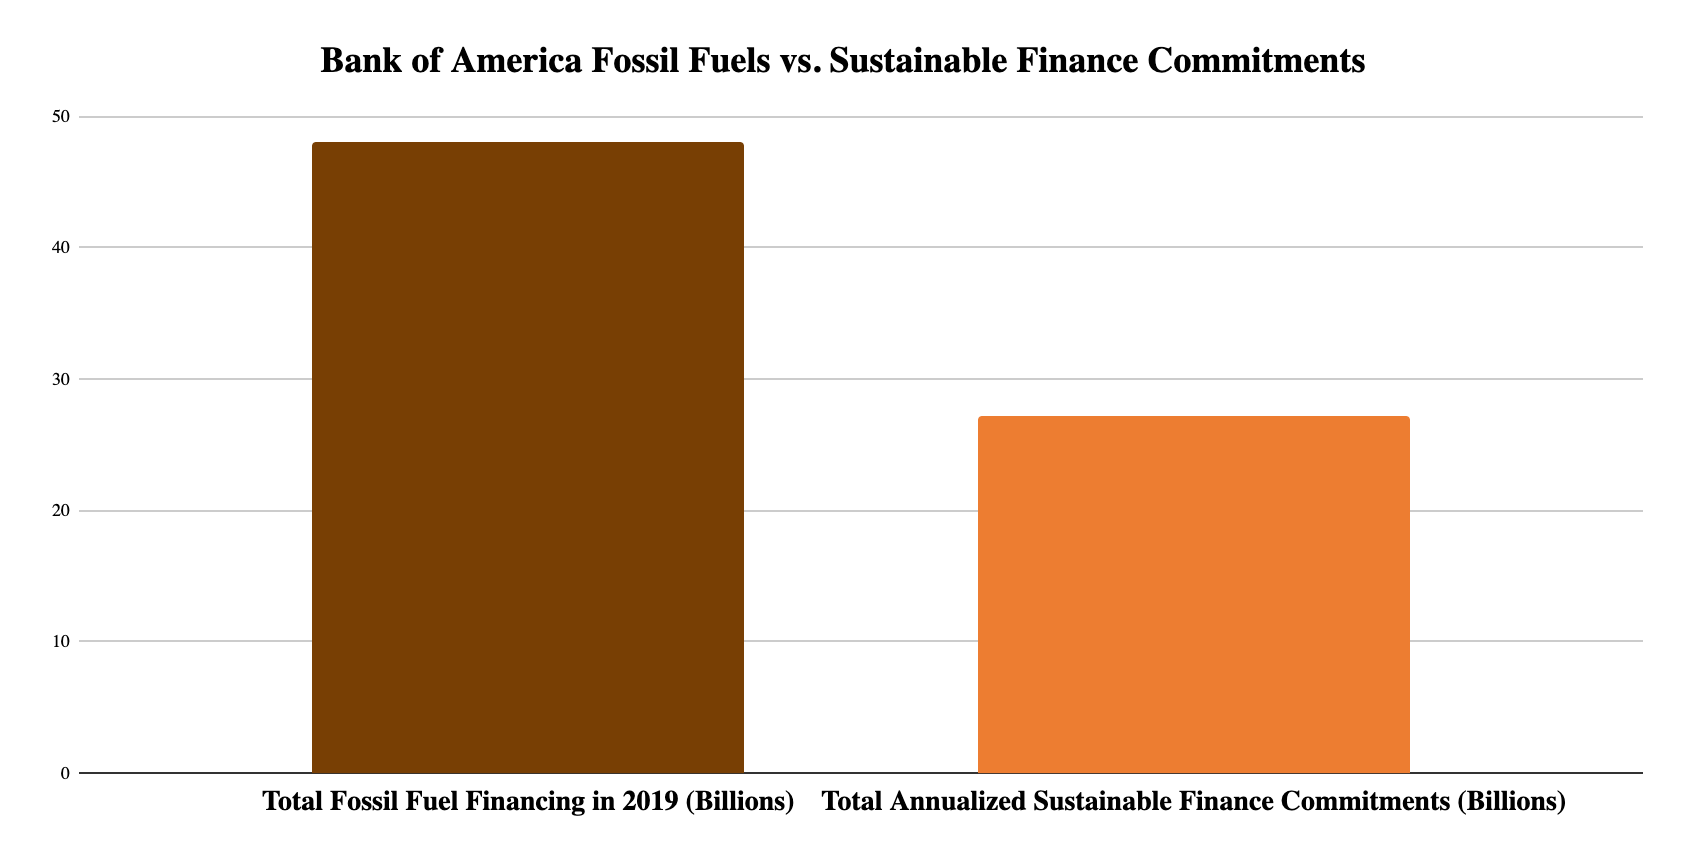 Bank of America Fossil Fuels vs. Sustainable Finance Commitments
50
40
30
20
10
0
Total Fossil Fuel Financing in 2019 (Billions)
Total Annualized Sustainable Finance Commitments (Billions)